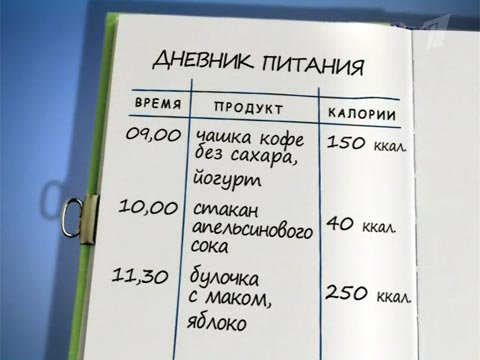 ДНЕВНИК ПИТАНИЯ
ВРЕМЯ ПРОДУКТ КАЛОРИИ
09,00 чашка кофе 150 ккал.
без сахара,
йогурт
10,00 стакан 40 ккал.
апельсинового
сока
11,30 булочка 250 ккал.
с маком,
яблоко